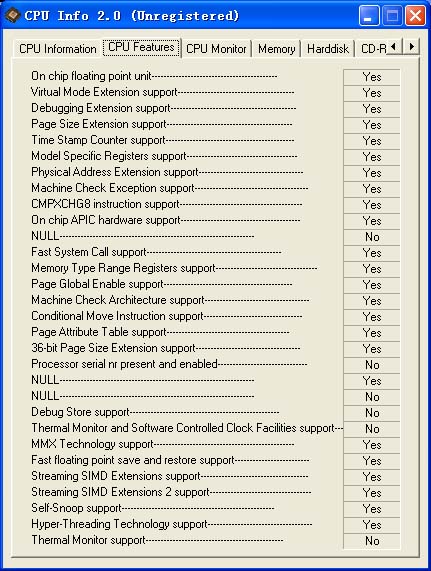 CPU Info 2.0 (Unregistered)
CPU Information CPU Features CPU Monitor Memory Harddisk CD-R
On chip floating point unit Yes
Virtual Mode Extension support Yes
Debugging Extension support Yes
Page Size Extension support Yes
Time Stamp Counter support Yes
Model Specific Registers support Yes
Physical Address Extension support Yes
Machine Check Exception support Yes
CMPXCHG8 instruction support Yes
On chip APIC hardware support Yes
NULL No
Fast System Call support Yes
Memory Type Range Registers support Yes
Page Global Enable support Yes
Machine Check Architecture support Yes
Conditional Move Instruction support Yes
Page Attribute Table support Yes
36-bit Page Size Extension support Yes
Processor serial nr present and enabled No
NULL Yes
NULL No
Debug Store support No
Thermal Monitor and Software Controlled Clock Facilities support No
MMX Technology support Yes
Fast floating point save and restore support Yes
Streaming SIMD Extensions support Yes
Streaming SIMD Extensions 2 support Yes
Self-Snoop support Yes
Hyper-Threading Technology support Yes
Thermal Monitor support No